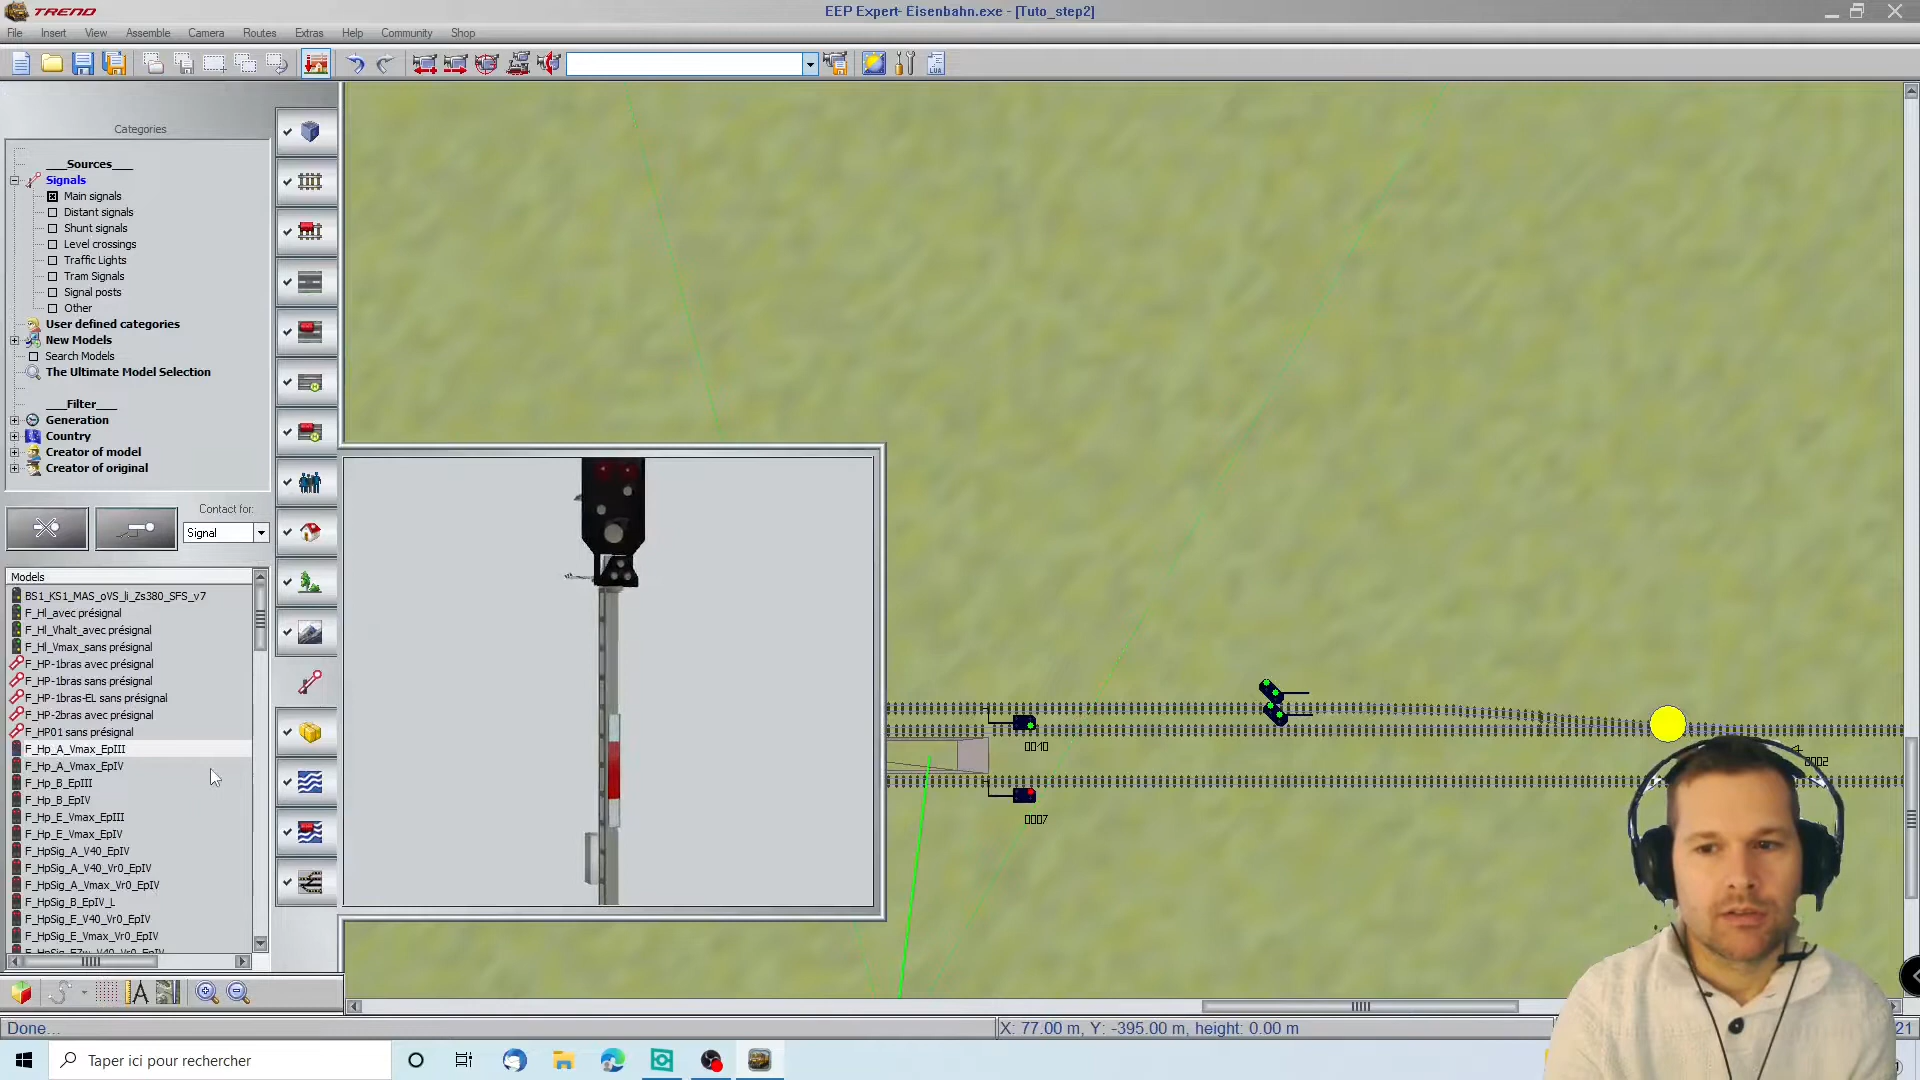 TREND
EEP Expert- Eisenbahn.exe - [Tuto_step2]
File Insert View Assemble Camera Routes Extras Help Community Shop
LUA
Categories
___Sources___
Signals
Main signals
Distant signals
Shunt signals
Level crossings
Traffic Lights
Tram Signals
Signal posts
Other
User defined categories
New Models
Search Models
The Ultimate Model Selection
___Filter___
Generation
Country
Creator of model
Creator of original
Contact for:
Signal
Models
BS1_KS1_MAS_oVS_li_Zs380_SFS_v7
F_Hl_avec présignal
F_Hl_Vhalt_avec présignal
F_Hl_Vmax_sans présignal
F_HP-1bras avec présignal
F_HP-1bras sans présignal
F_HP-1bras-EL sans présignal
F_HP-2bras avec présignal
F_HP01 sans présignal
F_Hp_A_Vmax_EpIII
F_Hp_A_Vmax_EpIV
F_Hp_B_EpIII
F_Hp_B_EpIV
F_Hp_E_Vmax_EpIII
F_Hp_E_Vmax_EpIV
F_HpSig_A_V40_EpIV
F_HpSig_A_V40_Vr0_EpIV
F_HpSig_A_Vmax_Vr0_EpIV
F_HpSig_B_EpIV_L
F_HpSig_E_V40_Vr0_EpIV
F_HpSig_E_Vmax_Vr0_EpIV
F_HpSig_EZw_V40_Vr0_EpIV
0010
0002
0007
Done...
X: 77.00 m, Y: -395.00 m, height: 0.00 m
21
Taper ici pour rechercher